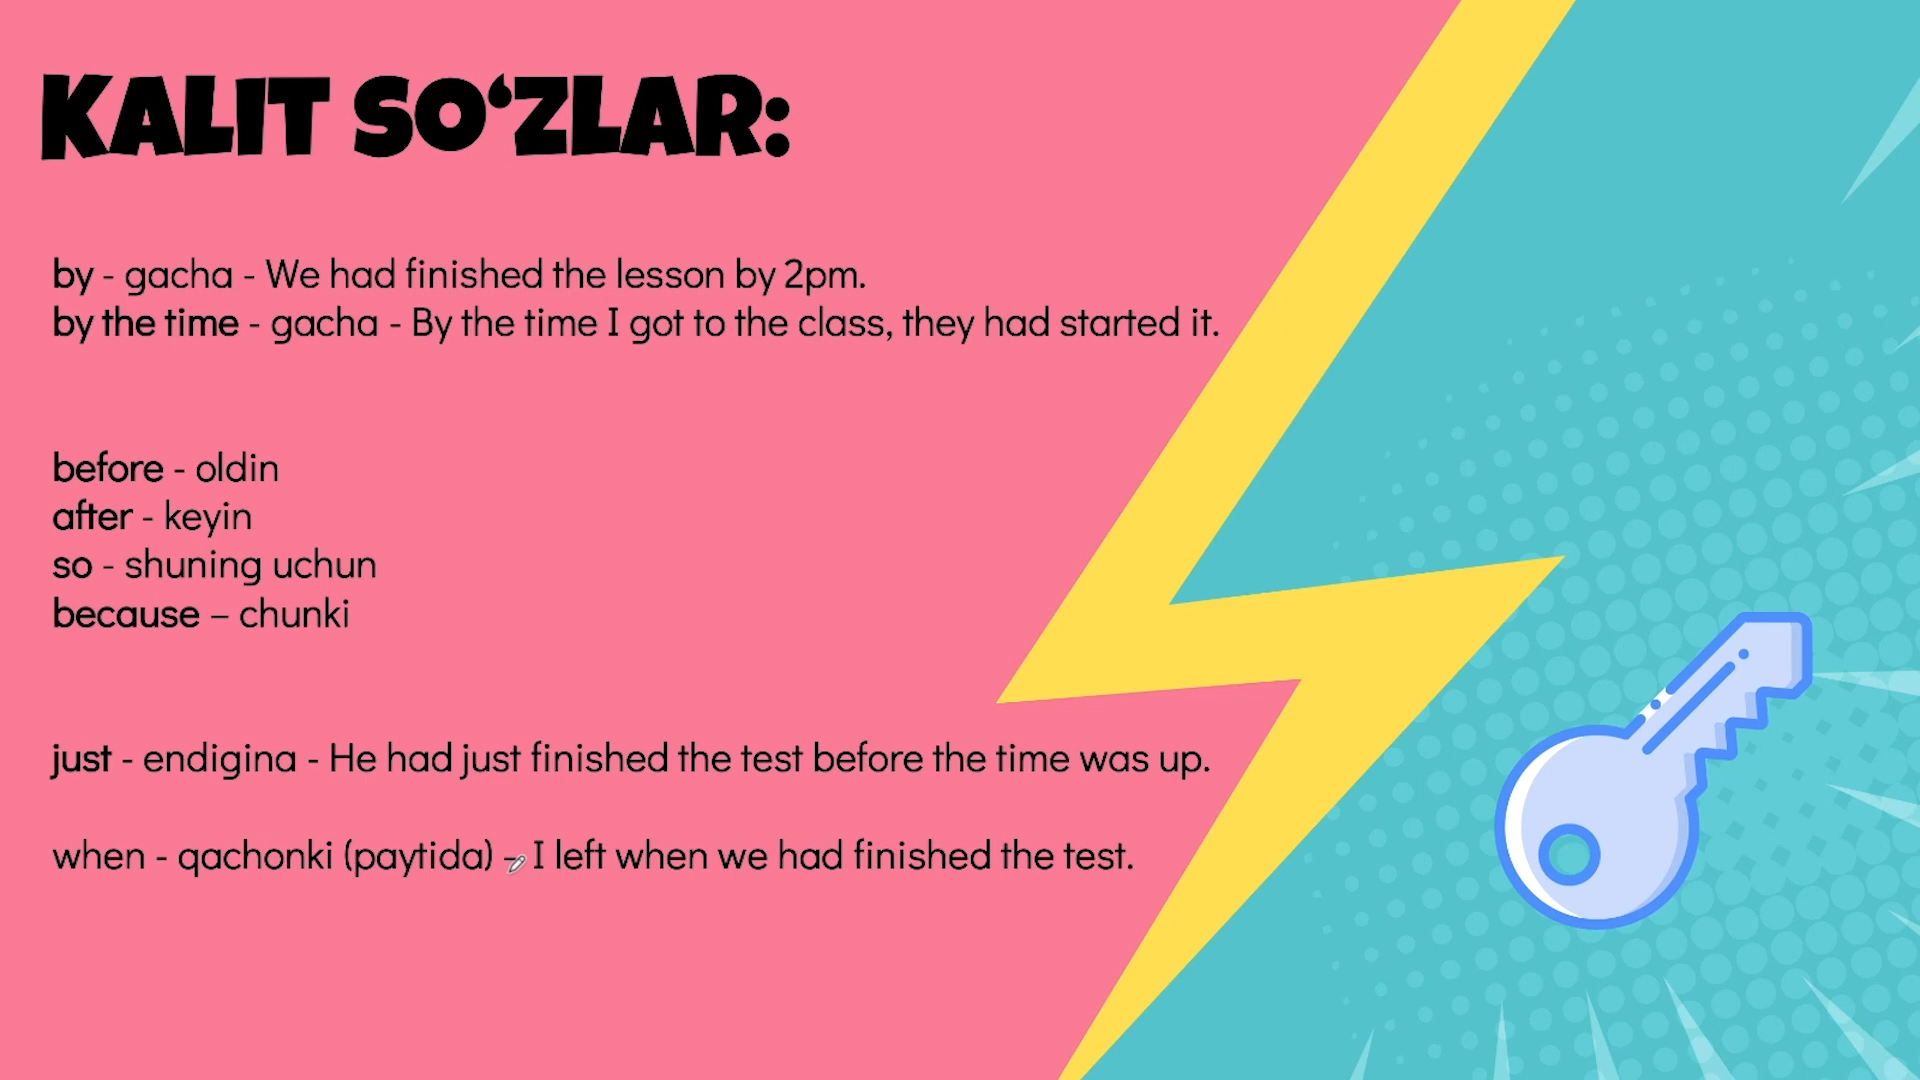 KALIT SO‘ZLAR:
by - gacha - We had finished the lesson by 2pm.
by the time - gacha - By the time I got to the class, they had started it.
before - oldin
after - keyin
so - shuning uchun
because – chunki
just - endigina - He had just finished the test before the time was up.
when - qachonki (paytida) - I left when we had finished the test.